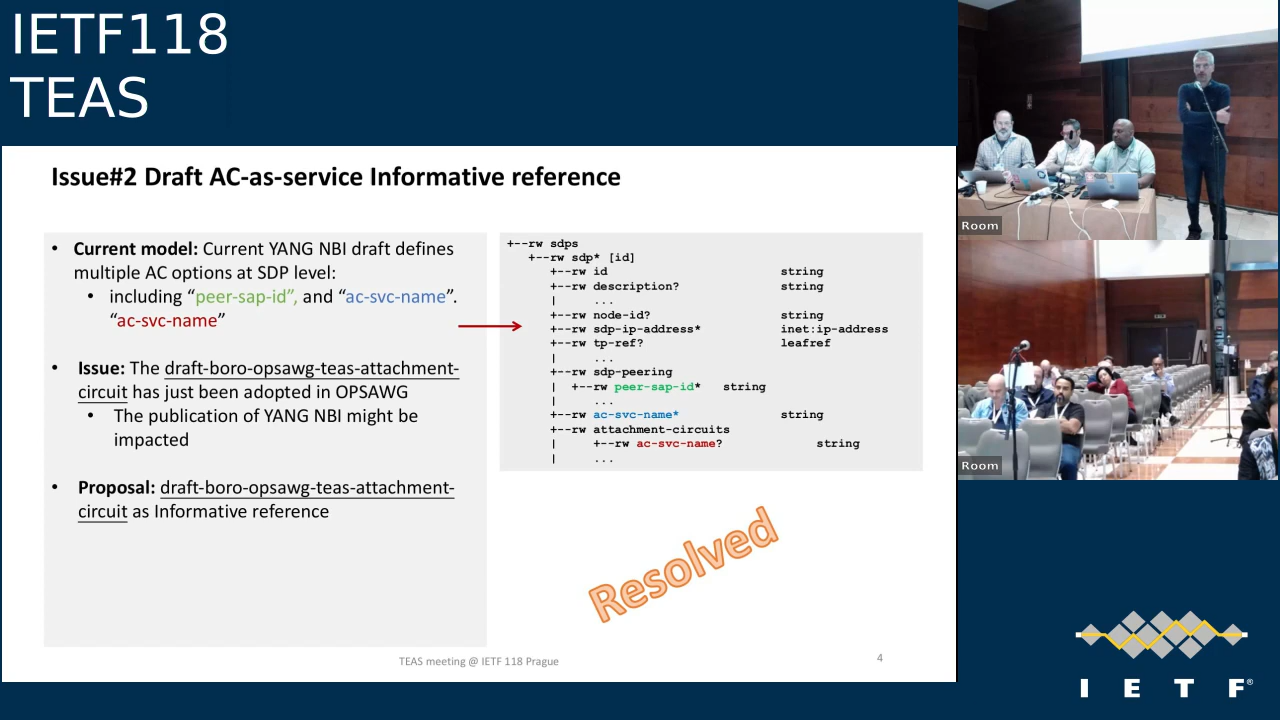 IETF118
TEAS
Issue#2 Draft AC-as-service Informative reference
• Current model: Current YANG NBI draft defines
multiple AC options at SDP level:
• including “peer-sap-id”, and “ac-svc-name”.
“ac-svc-name”
• Issue: The draft-boro-opsawg-teas-attachment-
circuit has just been adopted in OPSAWG
• The publication of YANG NBI might be
impacted
• Proposal: draft-boro-opsawg-teas-attachment-
circuit as Informative reference
+--rw sdps
+--rw sdp* [id]
+--rw id string
+--rw description? string
| ...
+--rw node-id? string
+--rw sdp-ip-address* inet:ip-address
+--rw tp-ref? leafref
| ...
+--rw sdp-peering
| +--rw peer-sap-id* string
| ...
+--rw ac-svc-name* string
+--rw attachment-circuits
| +--rw ac-svc-name? string
| ...
Resolved
TEAS meeting @ IETF 118 Prague
4
Room
Room
I E T F®